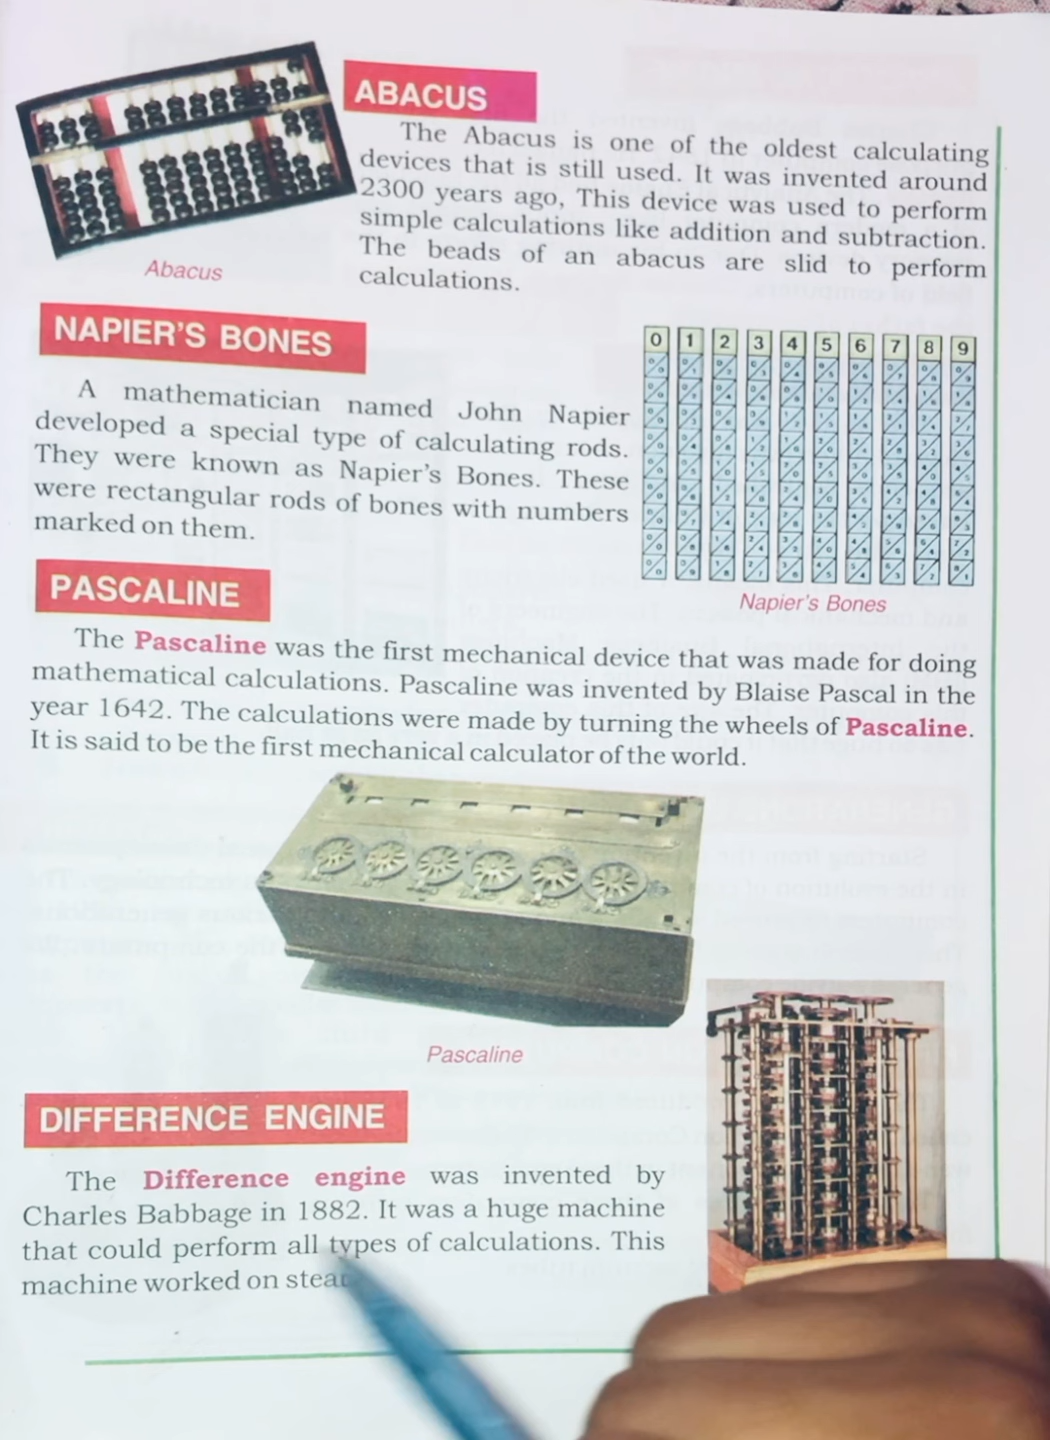 ABACUS
The Abacus is one of the oldest calculating
devices that is still used. It was invented around
2300 years ago, This device was used to perform
simple calculations like addition and subtraction.
The beads of an abacus are slid to perform
calculations.
Abacus
NAPIER'S BONES
A mathematician named John Napier
developed a special type of calculating rods.
They were known as Napier's Bones. These
were rectangular rods of bones with numbers
marked on them.
0 1 2 3 4 5 6 7 8 9
Napier's Bones
PASCALINE
The Pascaline was the first mechanical device that was made for doing
mathematical calculations. Pascaline was invented by Blaise Pascal in the
year 1642. The calculations were made by turning the wheels of Pascaline.
It is said to be the first mechanical calculator of the world.
Pascaline
DIFFERENCE ENGINE
The Difference engine was invented by
Charles Babbage in 1882. It was a huge machine
that could perform all types of calculations. This
machine worked on